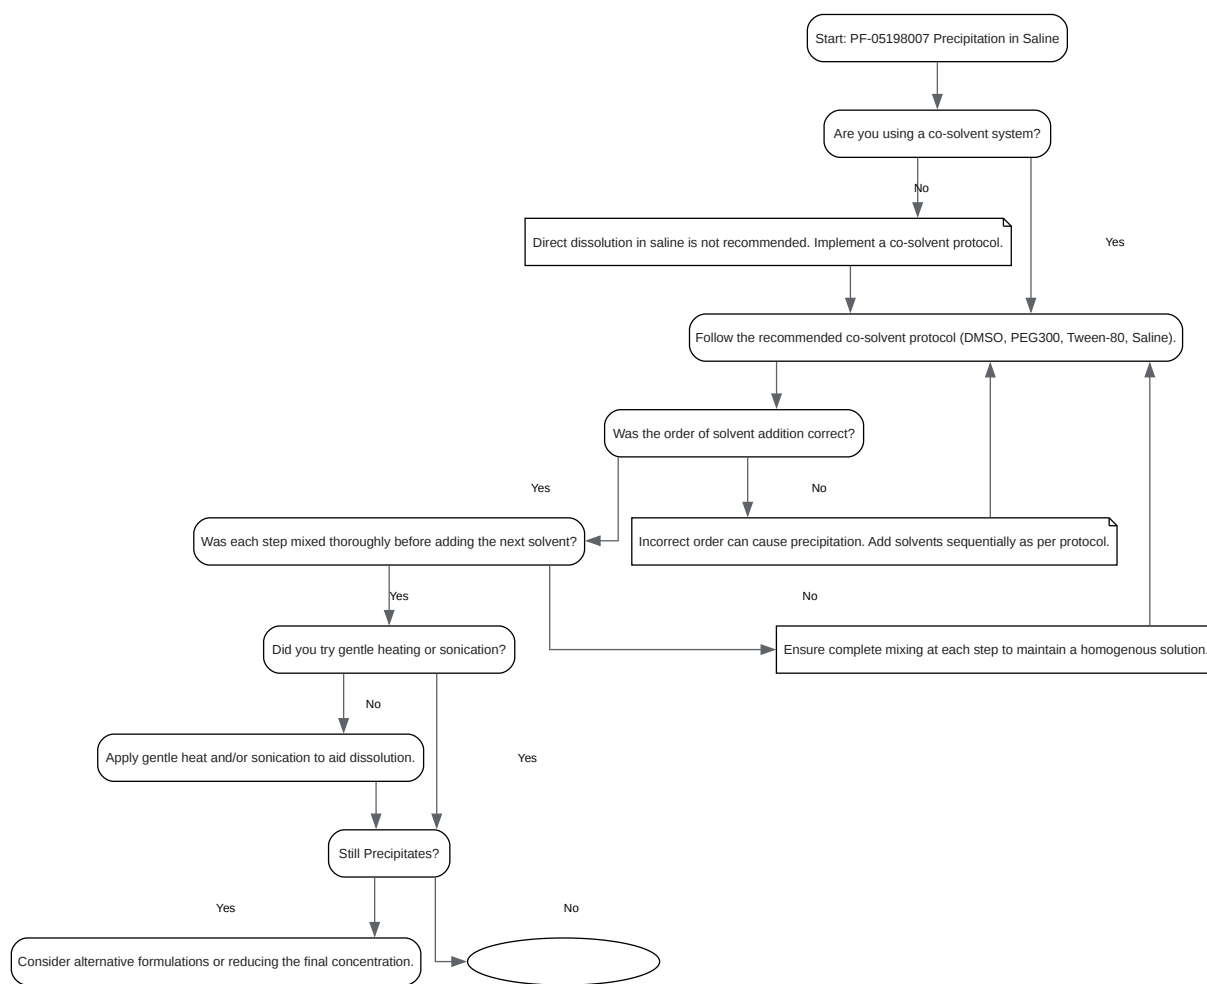 Start: PF-05198007 Precipitation in Saline
Are you using a co-solvent system?
No
Direct dissolution in saline is not recommended. Implement a co-solvent protocol.
Yes
Follow the recommended co-solvent protocol (DMSO, PEG300, Tween-80, Saline).
Was the order of solvent addition correct?
Yes
No
Was each step mixed thoroughly before adding the next solvent?
Incorrect order can cause precipitation. Add solvents sequentially as per protocol.
Yes
No
Did you try gentle heating or sonication?
Ensure complete mixing at each step to maintain a homogenous solution.
No
Apply gentle heat and/or sonication to aid dissolution.
Yes
Still Precipitates?
Yes
No
Consider alternative formulations or reducing the final concentration.